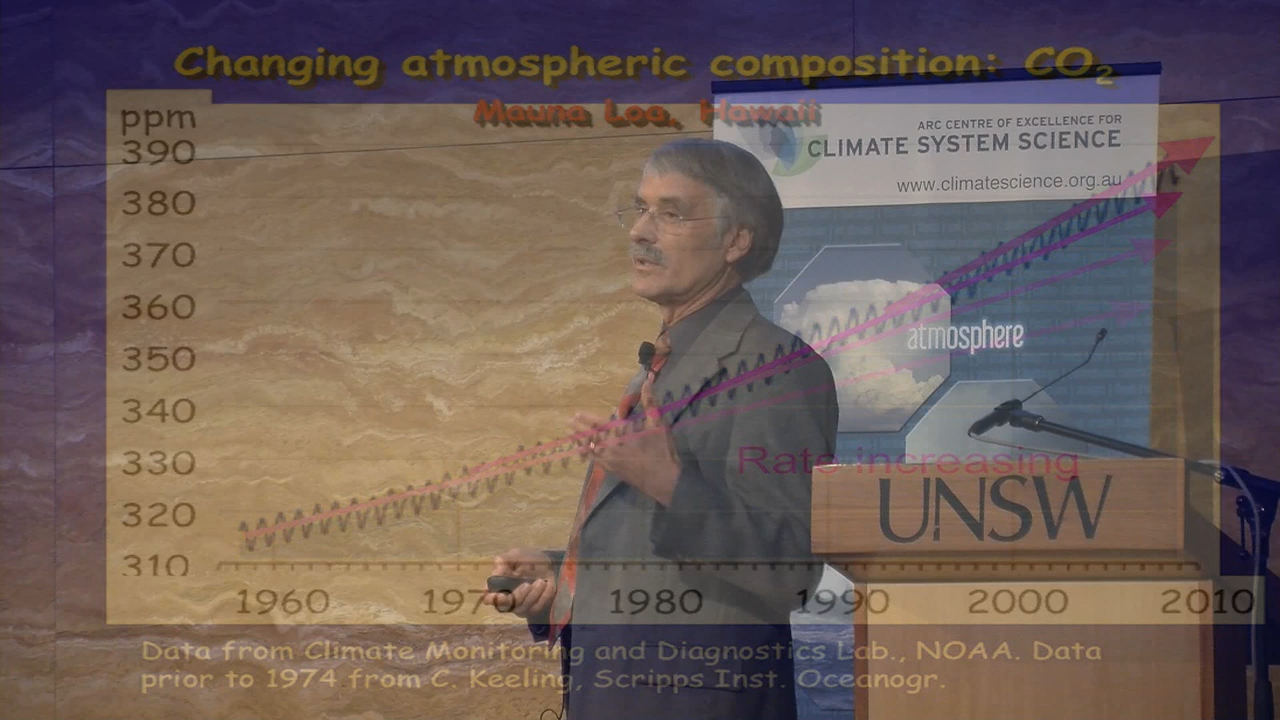 Changing atmospheric composition: CO₂
Mauna Loa, Hawaii
ppm
390
380
370
360
350
340
330
320
310
1960 1970 1980 1990 2000 2010
Rate increasing
Data from Climate Monitoring and Diagnostics Lab., NOAA. Data
prior to 1974 from C. Keeling, Scripps Inst. Oceanogr.
ARC CENTRE OF EXCELLENCE FOR
CLIMATE SYSTEM SCIENCE
www.climatescience.org.au
atmosphere
UNSW